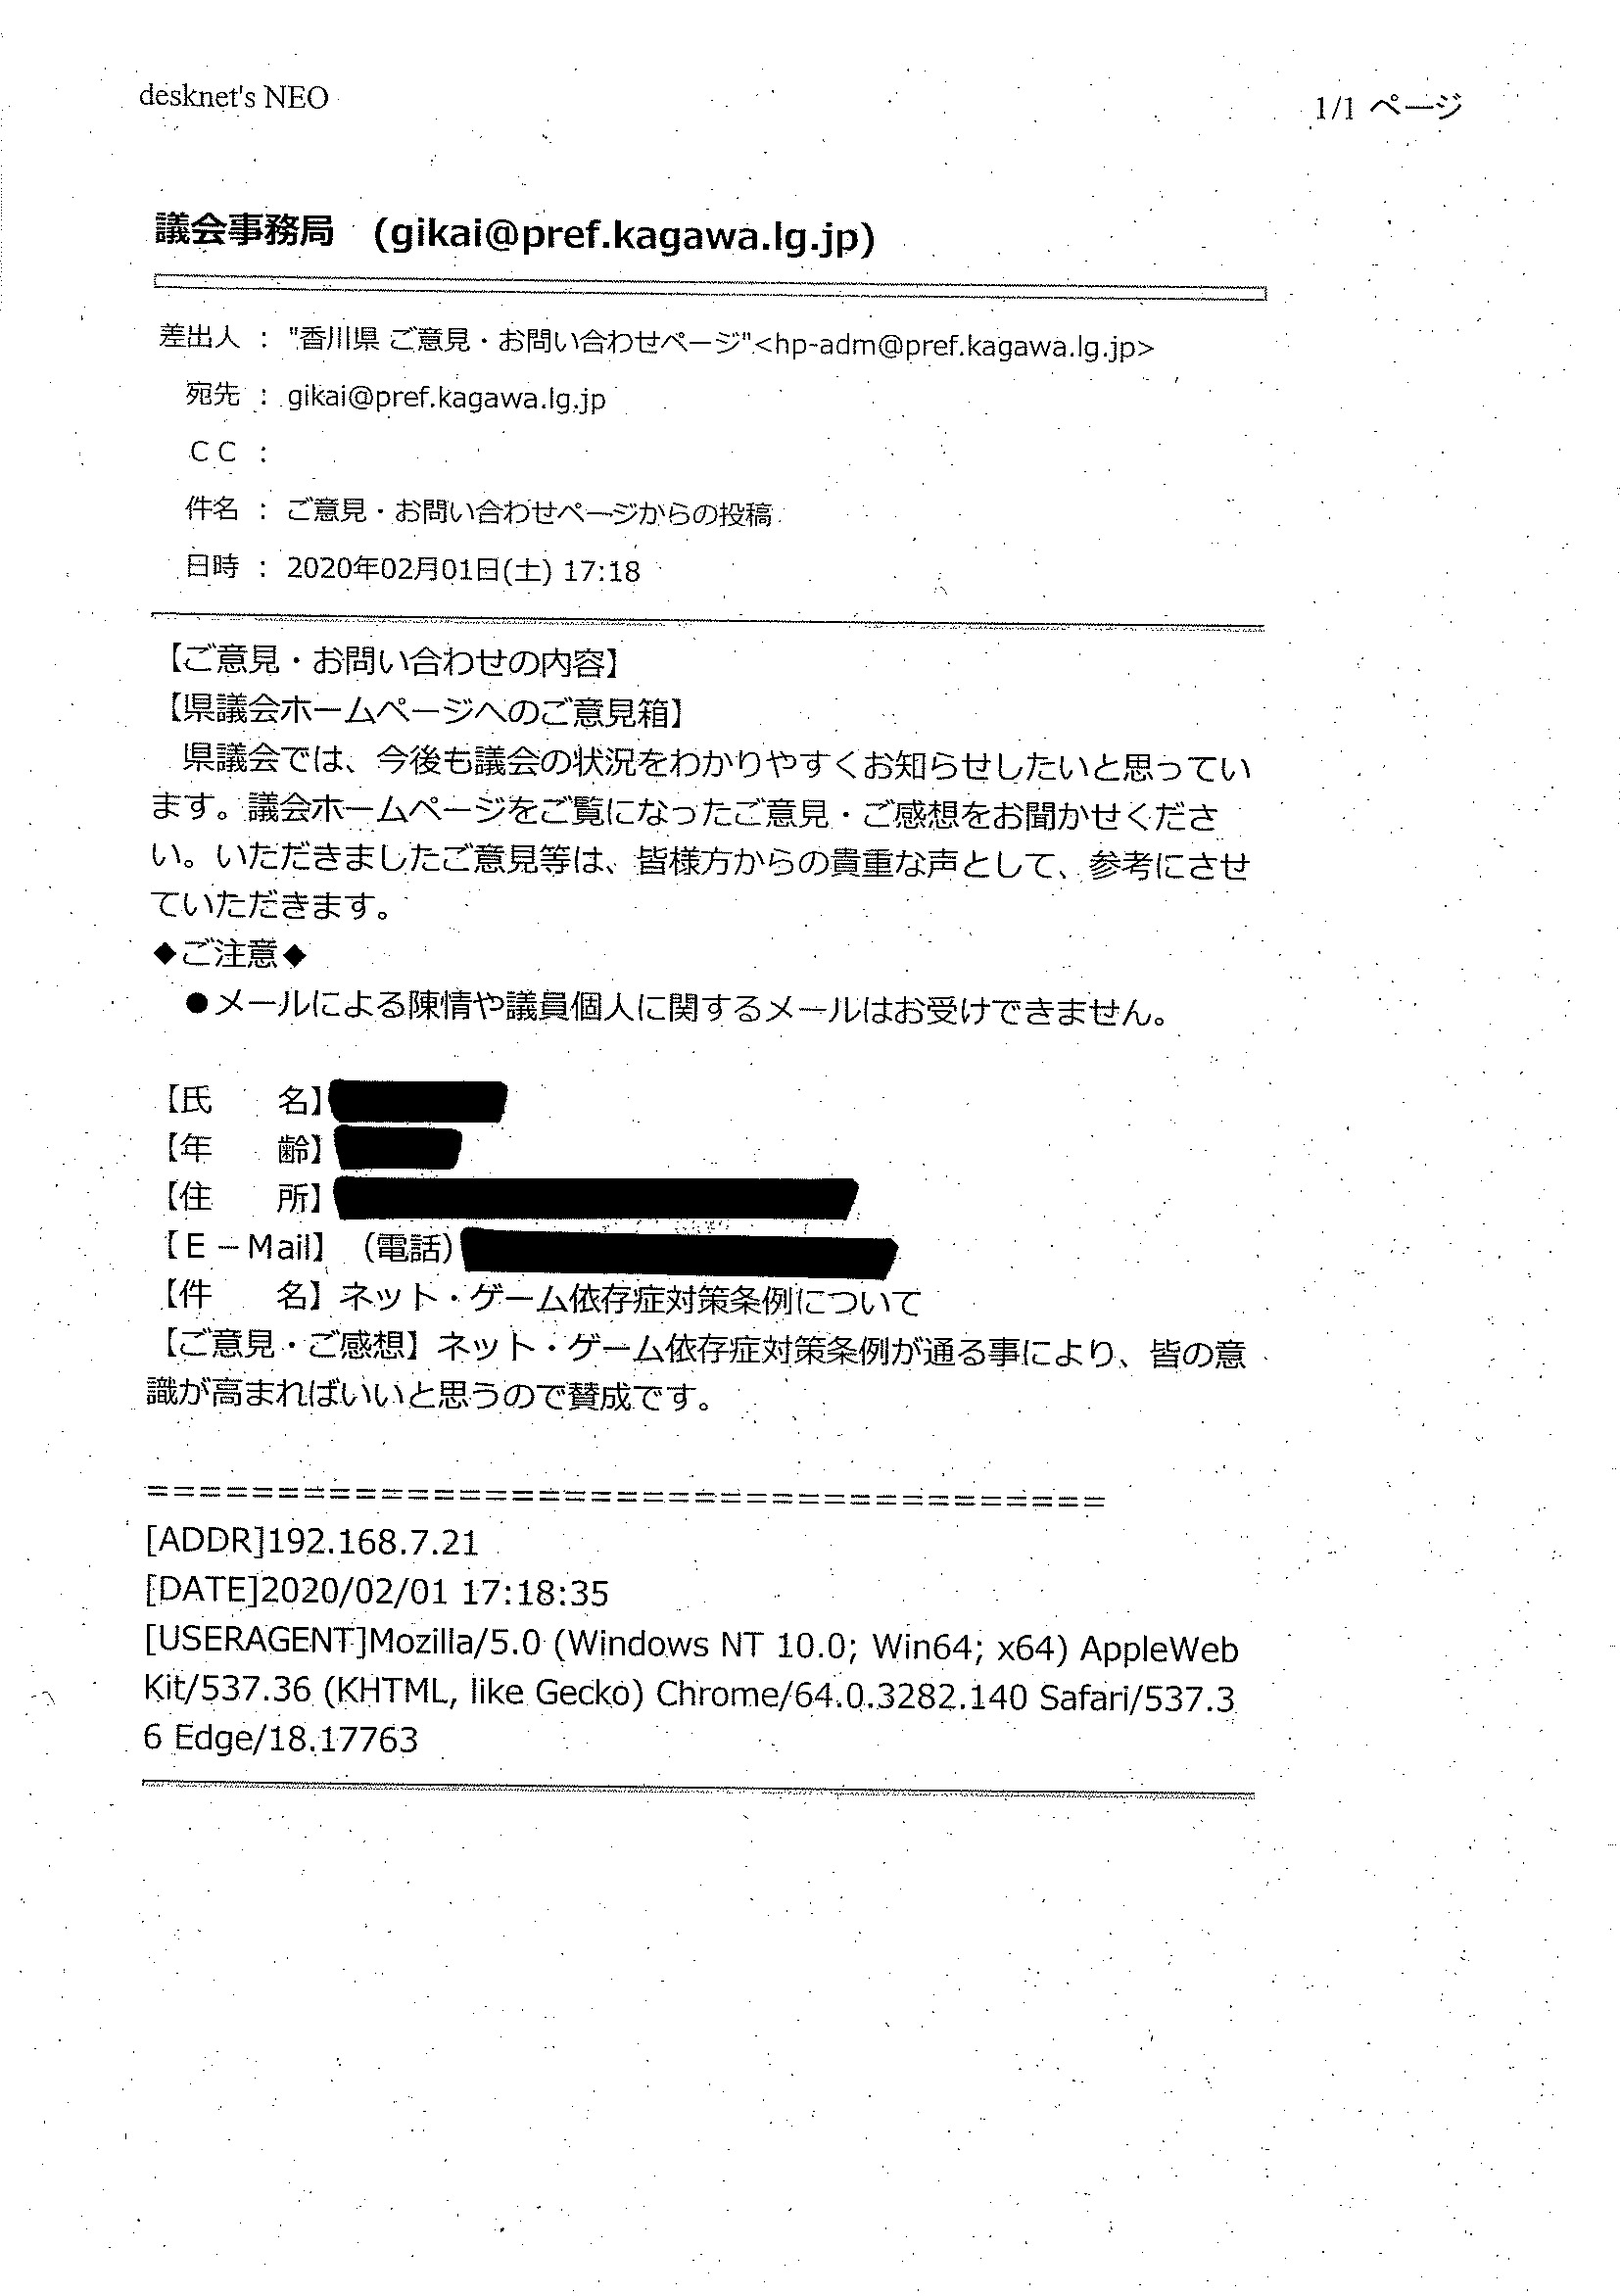 desknet's NEO
1/1 ページ
議会事務局　(gikai@pref.kagawa.lg.jp)
差出人 ： "香川県 ご意見・お問い合わせページ"<hp-adm@pref.kagawa.lg.jp>
宛先 ： gikai@pref.kagawa.lg.jp
ＣＣ ：
件名 ： ご意見・お問い合わせページからの投稿
日時 ： 2020年02月01日(土) 17:18
【ご意見・お問い合わせの内容】
【県議会ホームページへのご意見箱】
　県議会では、今後も議会の状況をわかりやすくお知らせしたいと思ってい
ます。議会ホームページをご覧になったご意見・ご感想をお聞かせくださ
い。いただきましたご意見等は、皆様方からの貴重な声として、参考にさせ
ていただきます。
◆ご注意◆
　●メールによる陳情や議員個人に関するメールはお受けできません。
【氏　　名】
【年　　齢】
【住　　所】
【Ｅ－Mail】（電話）
【件　　名】ネット・ゲーム依存症対策条例について
【ご意見・ご感想】ネット・ゲーム依存症対策条例が通る事により、皆の意
識が高まればいいと思うので賛成です。
=====================================
[ADDR]192.168.7.21
[DATE]2020/02/01 17:18:35
[USERAGENT]Mozilla/5.0 (Windows NT 10.0; Win64; x64) AppleWeb
Kit/537.36 (KHTML, like Gecko) Chrome/64.0.3282.140 Safari/537.3
6 Edge/18.17763